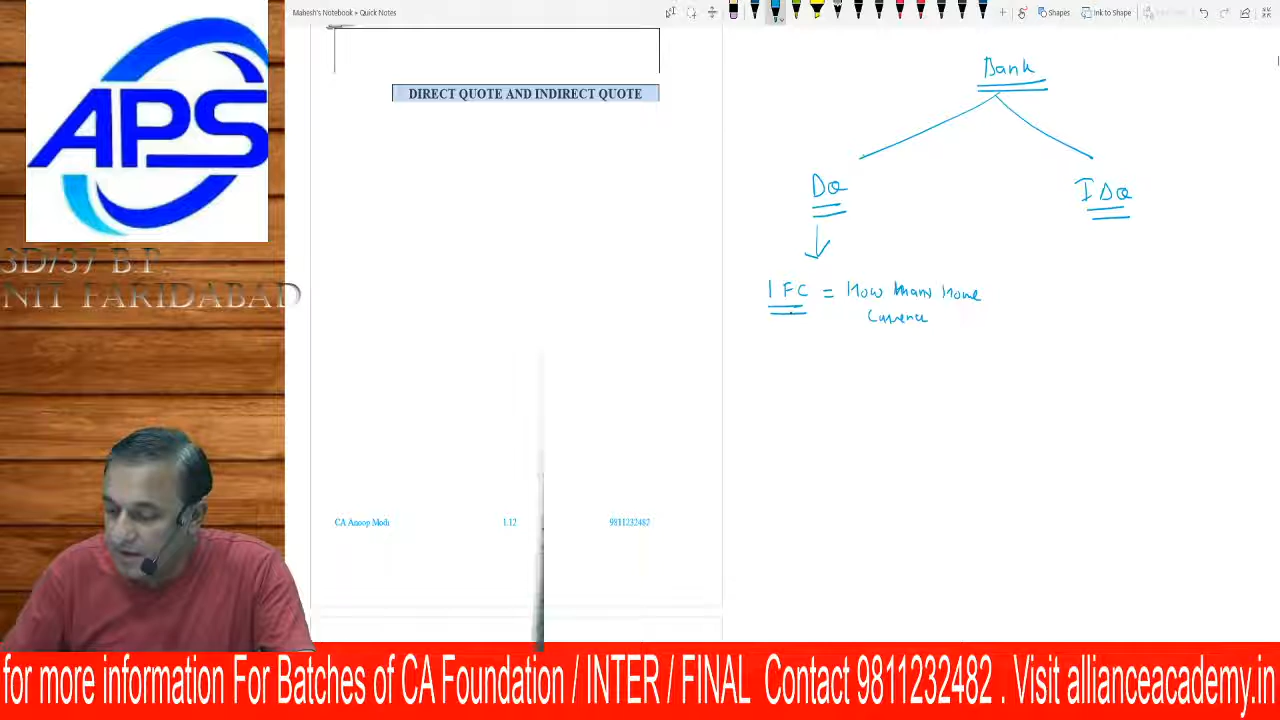 Mahesh's Notebook » Quick Notes
Shapes
Ink to Shape
APS
3D/37 B.P.
NIT FARIDABAD
DIRECT QUOTE AND INDIRECT QUOTE
Bank
DQ
IDQ
1 FC = How Many Home
Currence
CA Anoop Modi
1.12
9811232482
for more information For Batches of CA Foundation / INTER / FINAL Contact 9811232482 . Visit allianceacademy.in